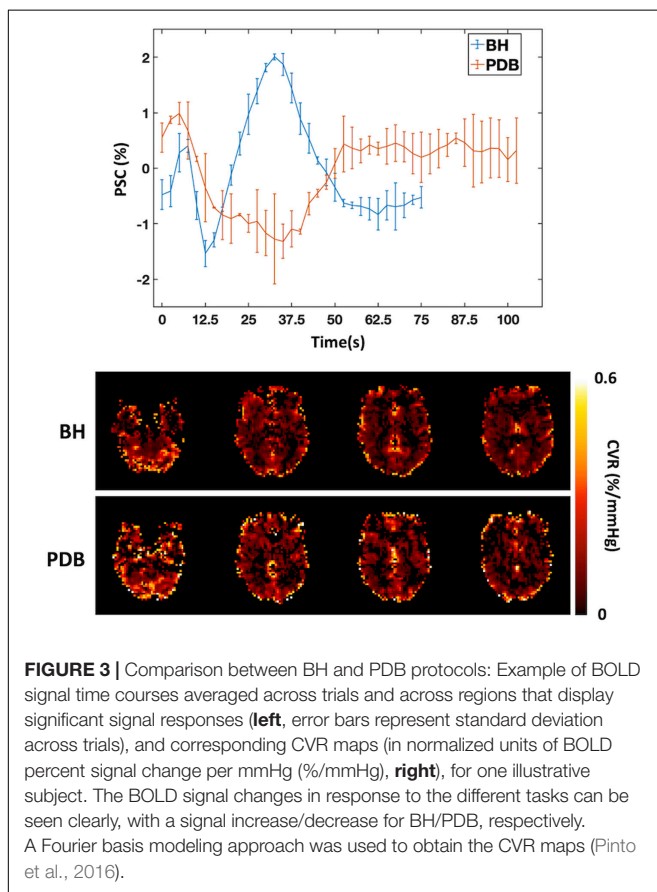 BH
PDB
PSC (%)
2
1
0
-1
-2
0 12.5 25 37.5 50 62.5 75 87.5 100
Time(s)
BH
PDB
0.6
CVR (%/mmHg)
0
FIGURE 3 | Comparison between BH and PDB protocols: Example of BOLD
signal time courses averaged across trials and across regions that display
significant signal responses (left, error bars represent standard deviation
across trials), and corresponding CVR maps (in normalized units of BOLD
percent signal change per mmHg (%/mmHg), right), for one illustrative
subject. The BOLD signal changes in response to the different tasks can be
seen clearly, with a signal increase/decrease for BH/PDB, respectively.
A Fourier basis modeling approach was used to obtain the CVR maps (Pinto
et al., 2016).